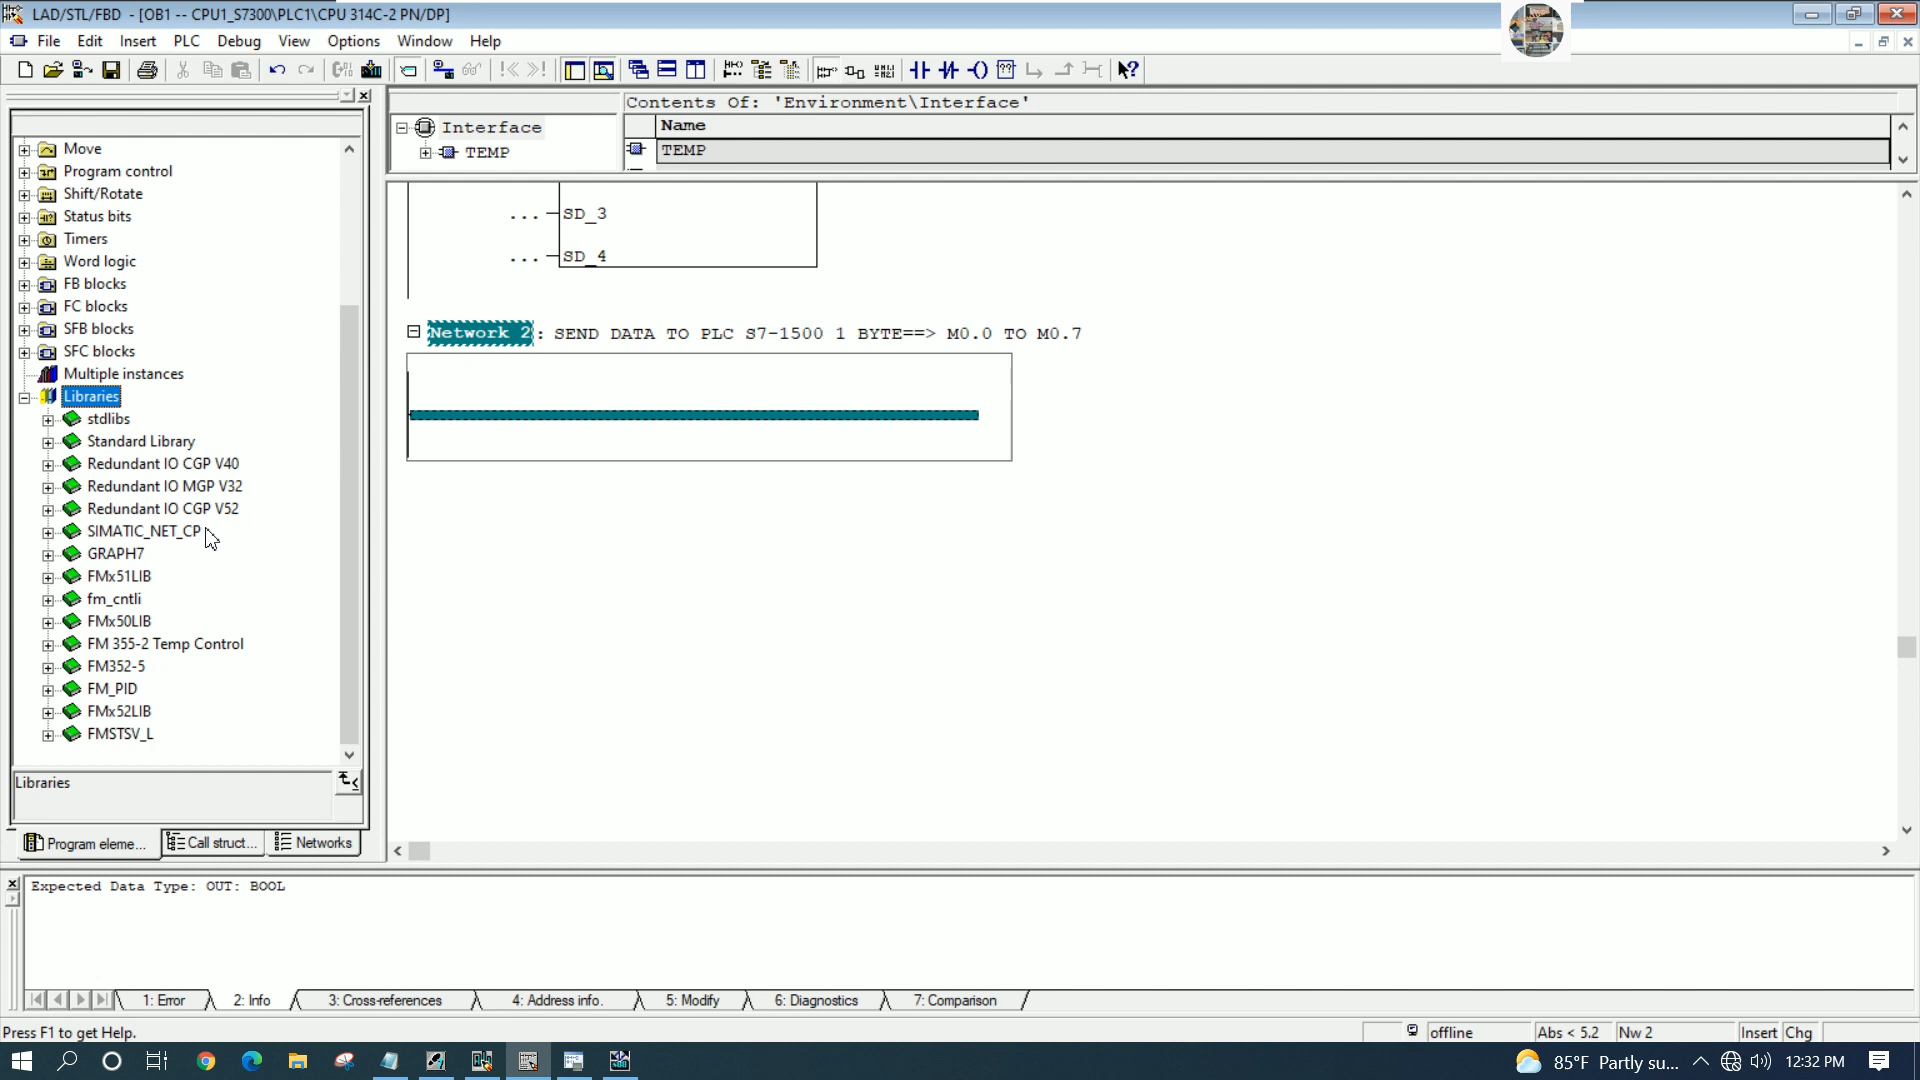 LAD/STL/FBD - [OB1 -- CPU1_S7300\PLC1\CPU 314C-2 PN/DP]
File Edit Insert PLC Debug View Options Window Help
Contents Of: 'Environment\Interface'
Interface
TEMP
Name
TEMP
Move
Program control
Shift/Rotate
Status bits
Timers
Word logic
FB blocks
FC blocks
SFB blocks
SFC blocks
Multiple instances
Libraries
stdlibs
Standard Library
Redundant IO CGP V40
Redundant IO MGP V32
Redundant IO CGP V52
SIMATIC_NET_CP
GRAPH7
FMx51LIB
fm_cntli
FMx50LIB
FM 355-2 Temp Control
FM352-5
FM_PID
FMx52LIB
FMSTSV_L
Libraries
Program eleme... Call struct... Networks
... SD_3
... SD_4
Network 2: SEND DATA TO PLC S7-1500 1 BYTE==> M0.0 TO M0.7
Expected Data Type: OUT: BOOL
1: Error 2: Info 3: Cross-references 4: Address info. 5: Modify 6: Diagnostics 7: Comparison
Press F1 to get Help.
offline Abs < 5.2 Nw 2 Insert Chg
85°F Partly su... 12:32 PM